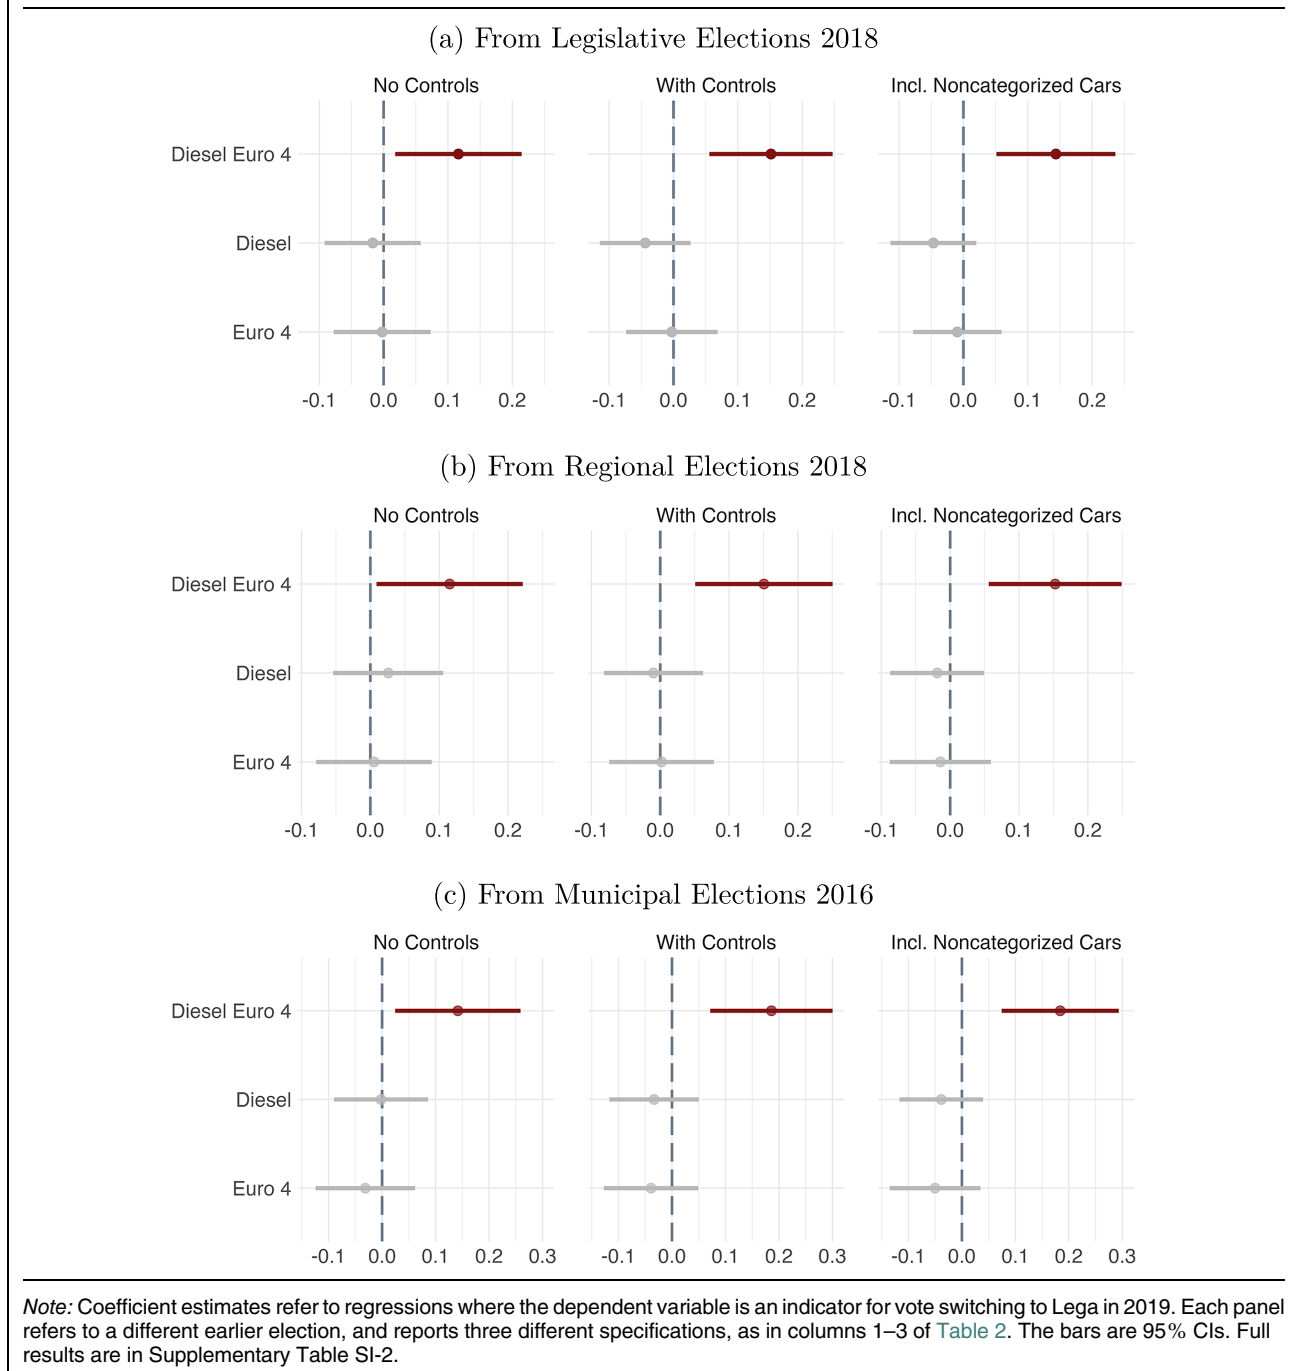 (a) From Legislative Elections 2018
No Controls
With Controls
Incl. Noncategorized Cars
Diesel Euro 4
Diesel
Euro 4
-0.1 0.0 0.1 0.2
-0.1 0.0 0.1 0.2
-0.1 0.0 0.1 0.2
(b) From Regional Elections 2018
No Controls
With Controls
Incl. Noncategorized Cars
Diesel Euro 4
Diesel
Euro 4
-0.1 0.0 0.1 0.2
-0.1 0.0 0.1 0.2
-0.1 0.0 0.1 0.2
(c) From Municipal Elections 2016
No Controls
With Controls
Incl. Noncategorized Cars
Diesel Euro 4
Diesel
Euro 4
-0.1 0.0 0.1 0.2 0.3
-0.1 0.0 0.1 0.2 0.3
-0.1 0.0 0.1 0.2 0.3
Note: Coefficient estimates refer to regressions where the dependent variable is an indicator for vote switching to Lega in 2019. Each panel
refers to a different earlier election, and reports three different specifications, as in columns 1–3 of Table 2. The bars are 95% CIs. Full
results are in Supplementary Table SI-2.